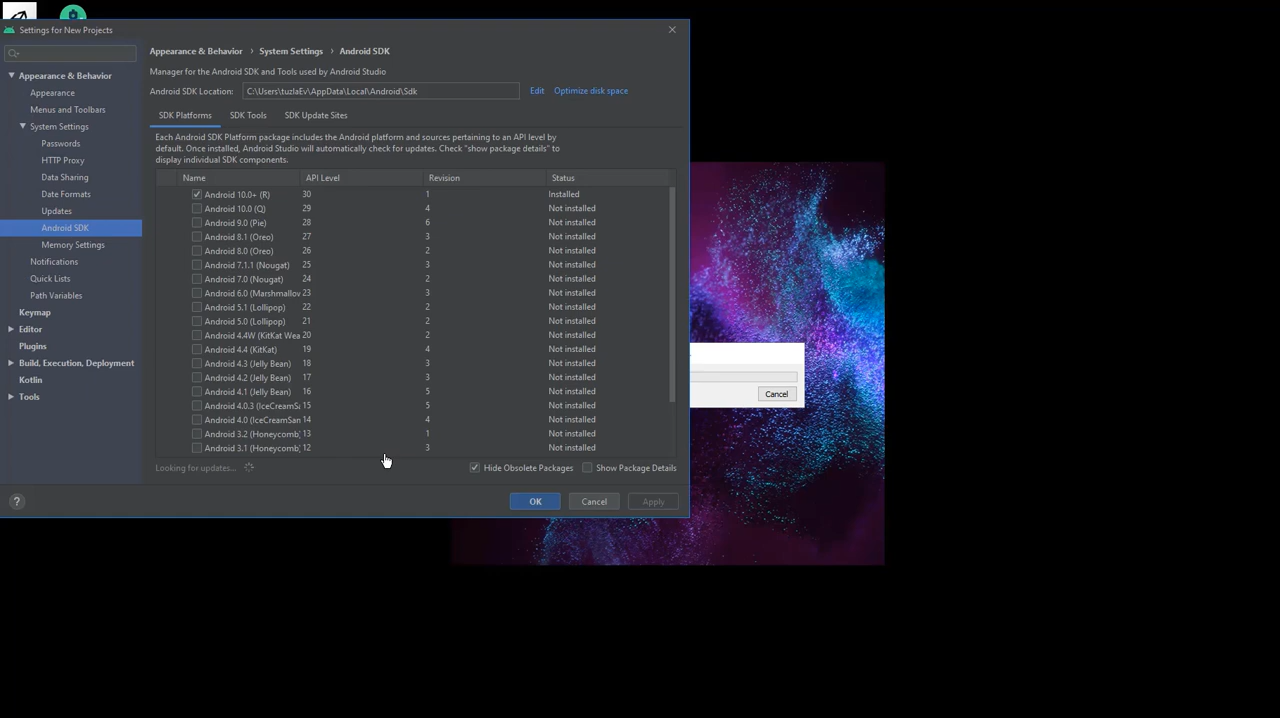 Settings for New Projects
Appearance & Behavior › System Settings › Android SDK
Manager for the Android SDK and Tools used by Android Studio
Android SDK Location: C:\Users\tuzlaEv\AppData\Local\Android\Sdk Edit Optimize disk space
SDK Platforms SDK Tools SDK Update Sites
Each Android SDK Platform package includes the Android platform and sources pertaining to an API level by
default. Once installed, Android Studio will automatically check for updates. Check "show package details" to
display individual SDK components.
Appearance & Behavior
Appearance
Menus and Toolbars
System Settings
Passwords
HTTP Proxy
Data Sharing
Date Formats
Updates
Android SDK
Memory Settings
Notifications
Quick Lists
Path Variables
Keymap
Editor
Plugins
Build, Execution, Deployment
Kotlin
Tools
Name API Level Revision Status
Android 10.0+ (R) 30 1 Installed
Android 10.0 (Q) 29 4 Not installed
Android 9.0 (Pie) 28 6 Not installed
Android 8.1 (Oreo) 27 3 Not installed
Android 8.0 (Oreo) 26 2 Not installed
Android 7.1.1 (Nougat) 25 3 Not installed
Android 7.0 (Nougat) 24 2 Not installed
Android 6.0 (Marshmallow 23 3 Not installed
Android 5.1 (Lollipop) 22 2 Not installed
Android 5.0 (Lollipop) 21 2 Not installed
Android 4.4W (KitKat Wea 20 2 Not installed
Android 4.4 (KitKat) 19 4 Not installed
Android 4.3 (Jelly Bean) 18 3 Not installed
Android 4.2 (Jelly Bean) 17 3 Not installed
Android 4.1 (Jelly Bean) 16 5 Not installed
Android 4.0.3 (IceCreamSa 15 5 Not installed
Android 4.0 (IceCreamSan 14 4 Not installed
Android 3.2 (Honeycomb) 13 1 Not installed
Android 3.1 (Honeycomb) 12 3 Not installed
Looking for updates... Hide Obsolete Packages Show Package Details
? OK Cancel Apply
Cancel